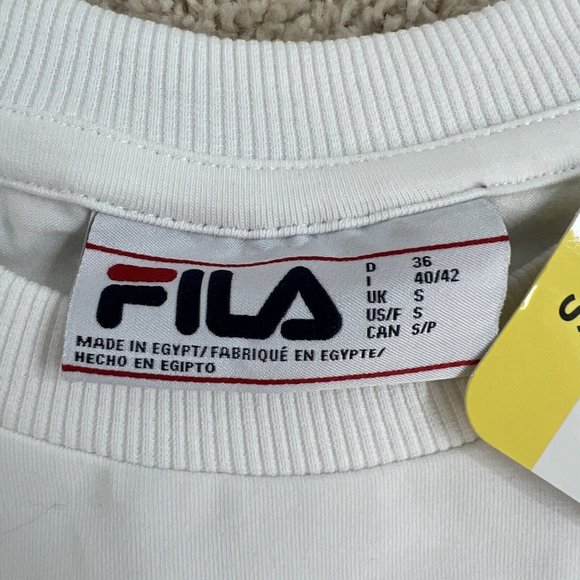 FILA
D 36
I 40/42
UK S
US/F S
CAN S/P
MADE IN EGYPT/FABRIQUÉ EN EGYPTE/
HECHO EN EGIPTO